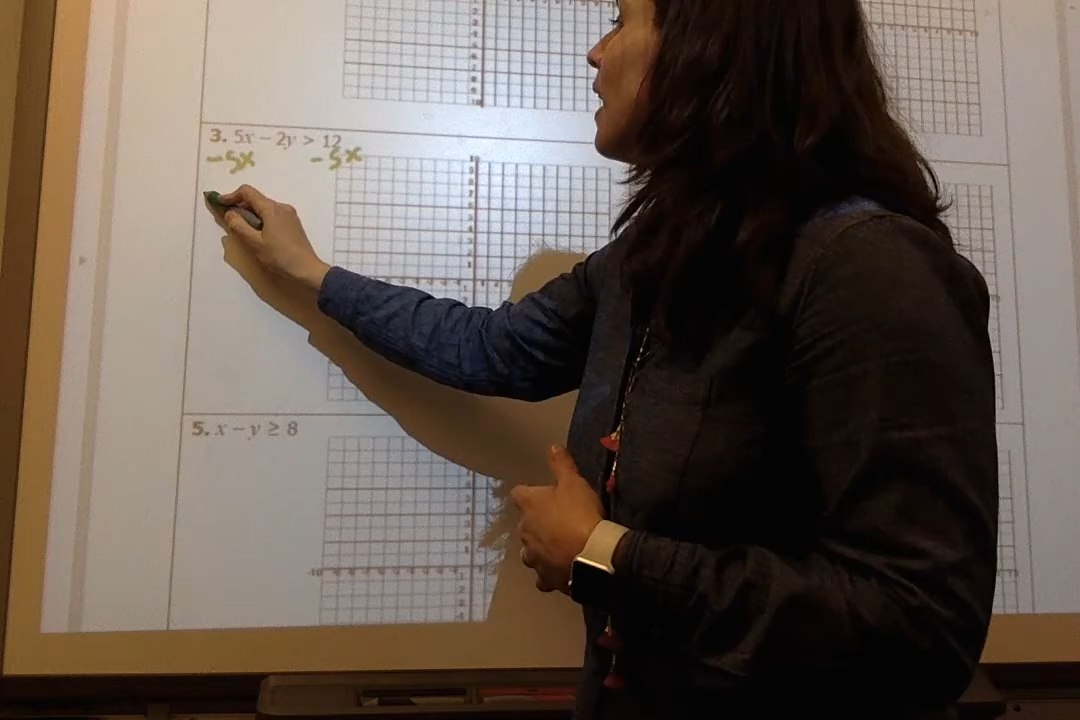 3. 5x − 2y > 12
−5x −5x
5. x − y ≥ 8